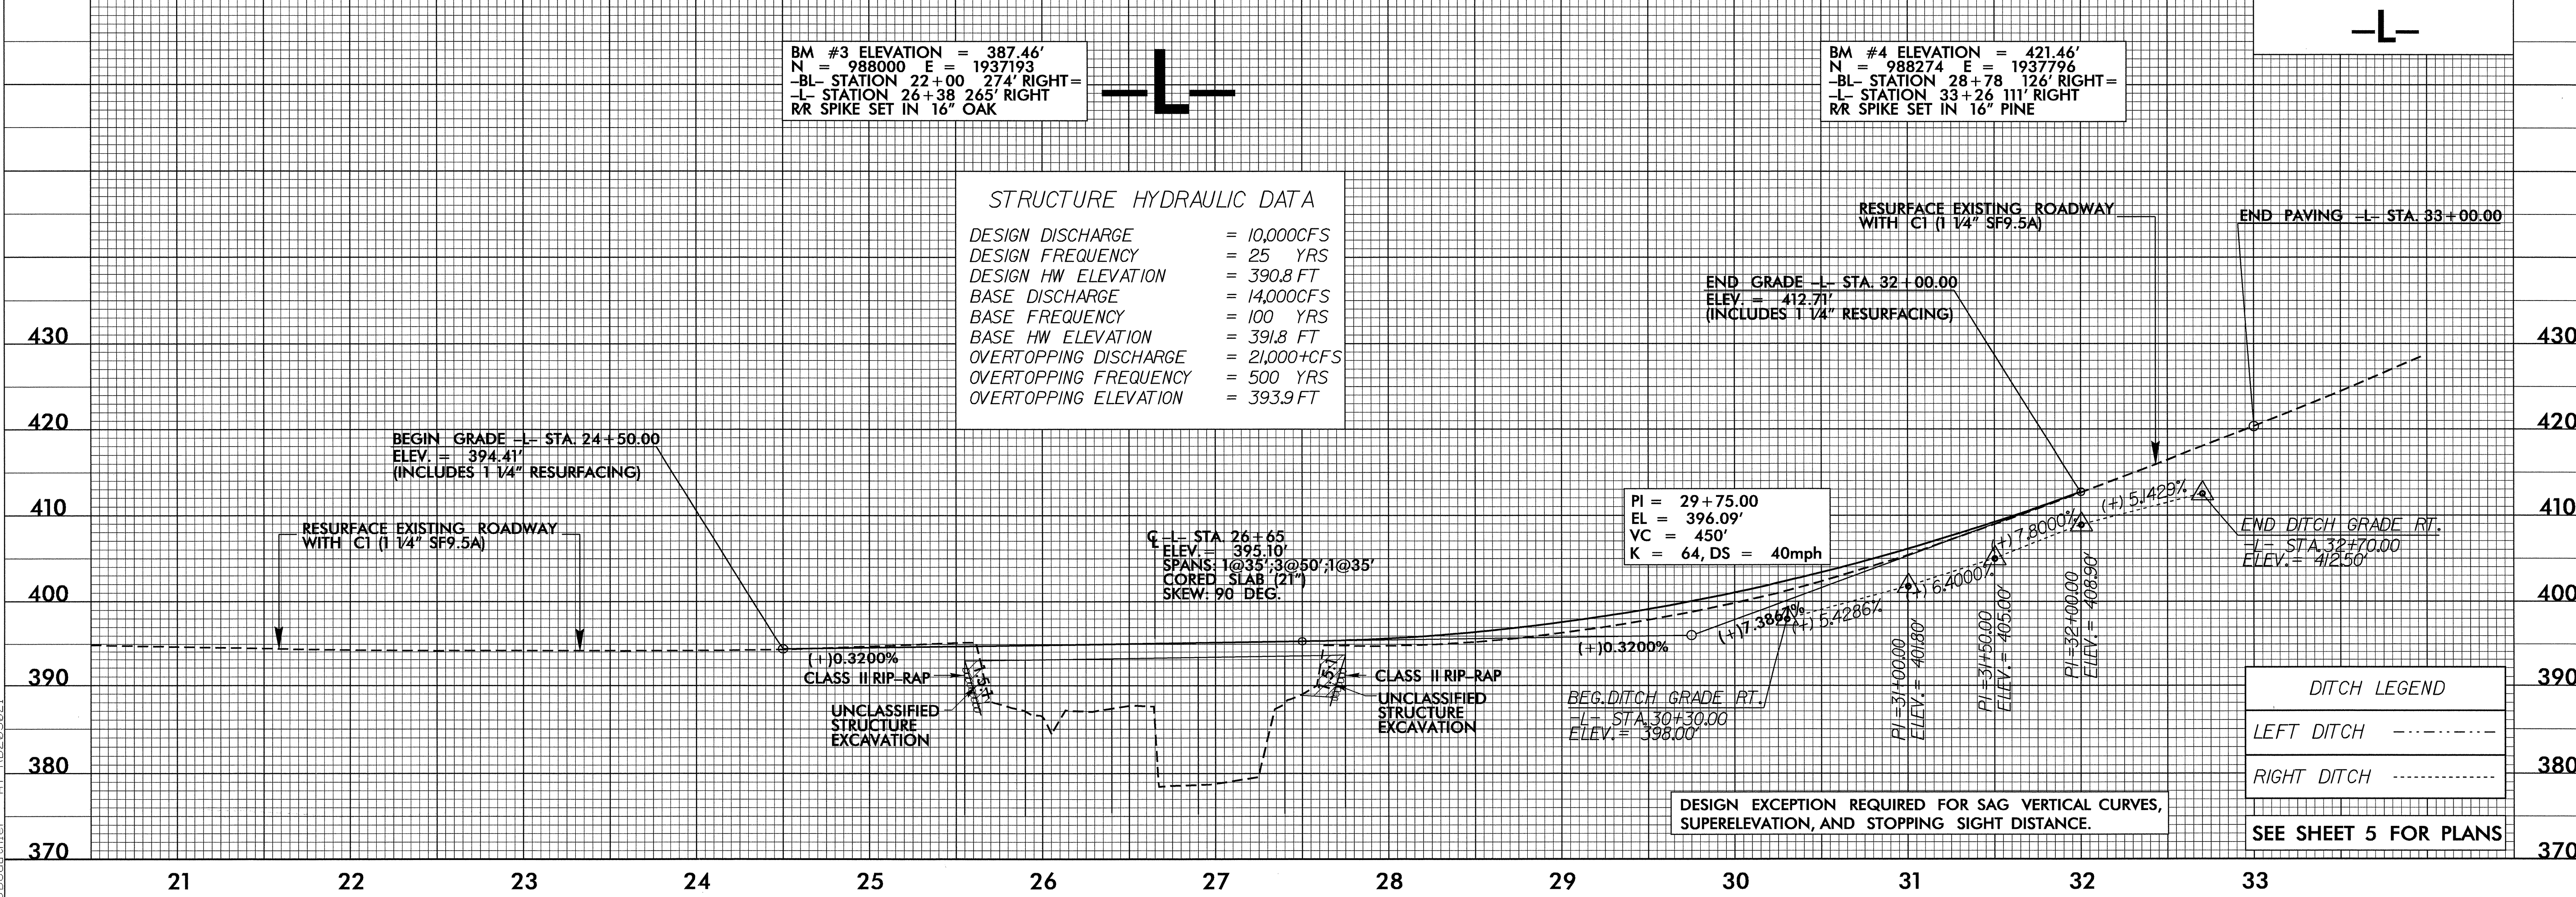 -L-
BM #3 ELEVATION = 387.46'
N = 988000 E = 1937193
-BL- STATION 22+00 274' RIGHT=
-L- STATION 26+38 265' RIGHT
R/R SPIKE SET IN 16" OAK
-L-
BM #4 ELEVATION = 421.46'
N = 988274 E = 1937796
-BL- STATION 28+78 126' RIGHT=
-L- STATION 33+26 111' RIGHT
R/R SPIKE SET IN 16" PINE
STRUCTURE HYDRAULIC DATA
DESIGN DISCHARGE = 10,000CFS
DESIGN FREQUENCY = 25 YRS
DESIGN HW ELEVATION = 390.8 FT
BASE DISCHARGE = 14,000CFS
BASE FREQUENCY = 100 YRS
BASE HW ELEVATION = 391.8 FT
OVERTOPPING DISCHARGE = 21,000+CFS
OVERTOPPING FREQUENCY = 500 YRS
OVERTOPPING ELEVATION = 393.9 FT
RESURFACE EXISTING ROADWAY
WITH C1 (1 1/4" SF9.5A)
END PAVING -L- STA. 33+00.00
END GRADE -L- STA. 32+00.00
ELEV. = 412.71'
(INCLUDES 1 1/4" RESURFACING)
BEGIN GRADE -L- STA. 24+50.00
ELEV. = 394.41'
(INCLUDES 1 1/4" RESURFACING)
RESURFACE EXISTING ROADWAY
WITH C1 (1 1/4" SF9.5A)
℄ -L- STA. 26+65
ELEV.= 395.10'
SPANS: 1@35';3@50';1@35'
CORED SLAB (21")
SKEW: 90 DEG.
PI = 29+75.00
EL = 396.09'
VC = 450'
K = 64, DS = 40mph
(+)0.3200%
(+)0.3200%
(+)7.3867%
(+) 5.4286%
(+) 6.4000%
(+) 7.8000%
(+) 5.1429%
END DITCH GRADE RT.
-L- STA.32+70.00
ELEV.= 412.50'
CLASS II RIP-RAP
1.5:1
UNCLASSIFIED
STRUCTURE
EXCAVATION
1.5:1
CLASS II RIP-RAP
UNCLASSIFIED
STRUCTURE
EXCAVATION
BEG.DITCH GRADE RT.
-L- STA.30+30.00
ELEV.= 398.00'
PI =31+00.00
ELEV.= 401.80'
PI =31+50.00
ELEV.= 405.00'
PI =32+00.00
ELEV.= 408.90'
DITCH LEGEND
LEFT DITCH
RIGHT DITCH
DESIGN EXCEPTION REQUIRED FOR SAG VERTICAL CURVES,
SUPERELEVATION, AND STOPPING SIGHT DISTANCE.
SEE SHEET 5 FOR PLANS
430 430
420 420
410 410
400 400
390 390
380 380
370 370
21 22 23 24 25 26 27 28 29 30 31 32 33